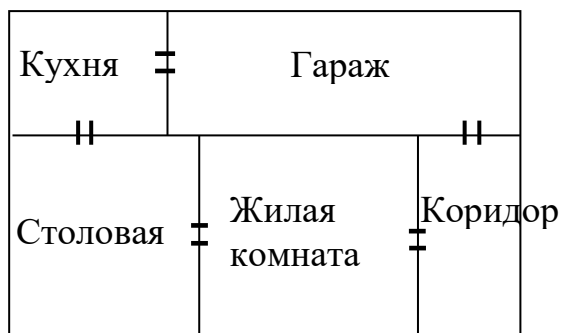 Кухня
Гараж
Столовая
Жилая
комната
Коридор